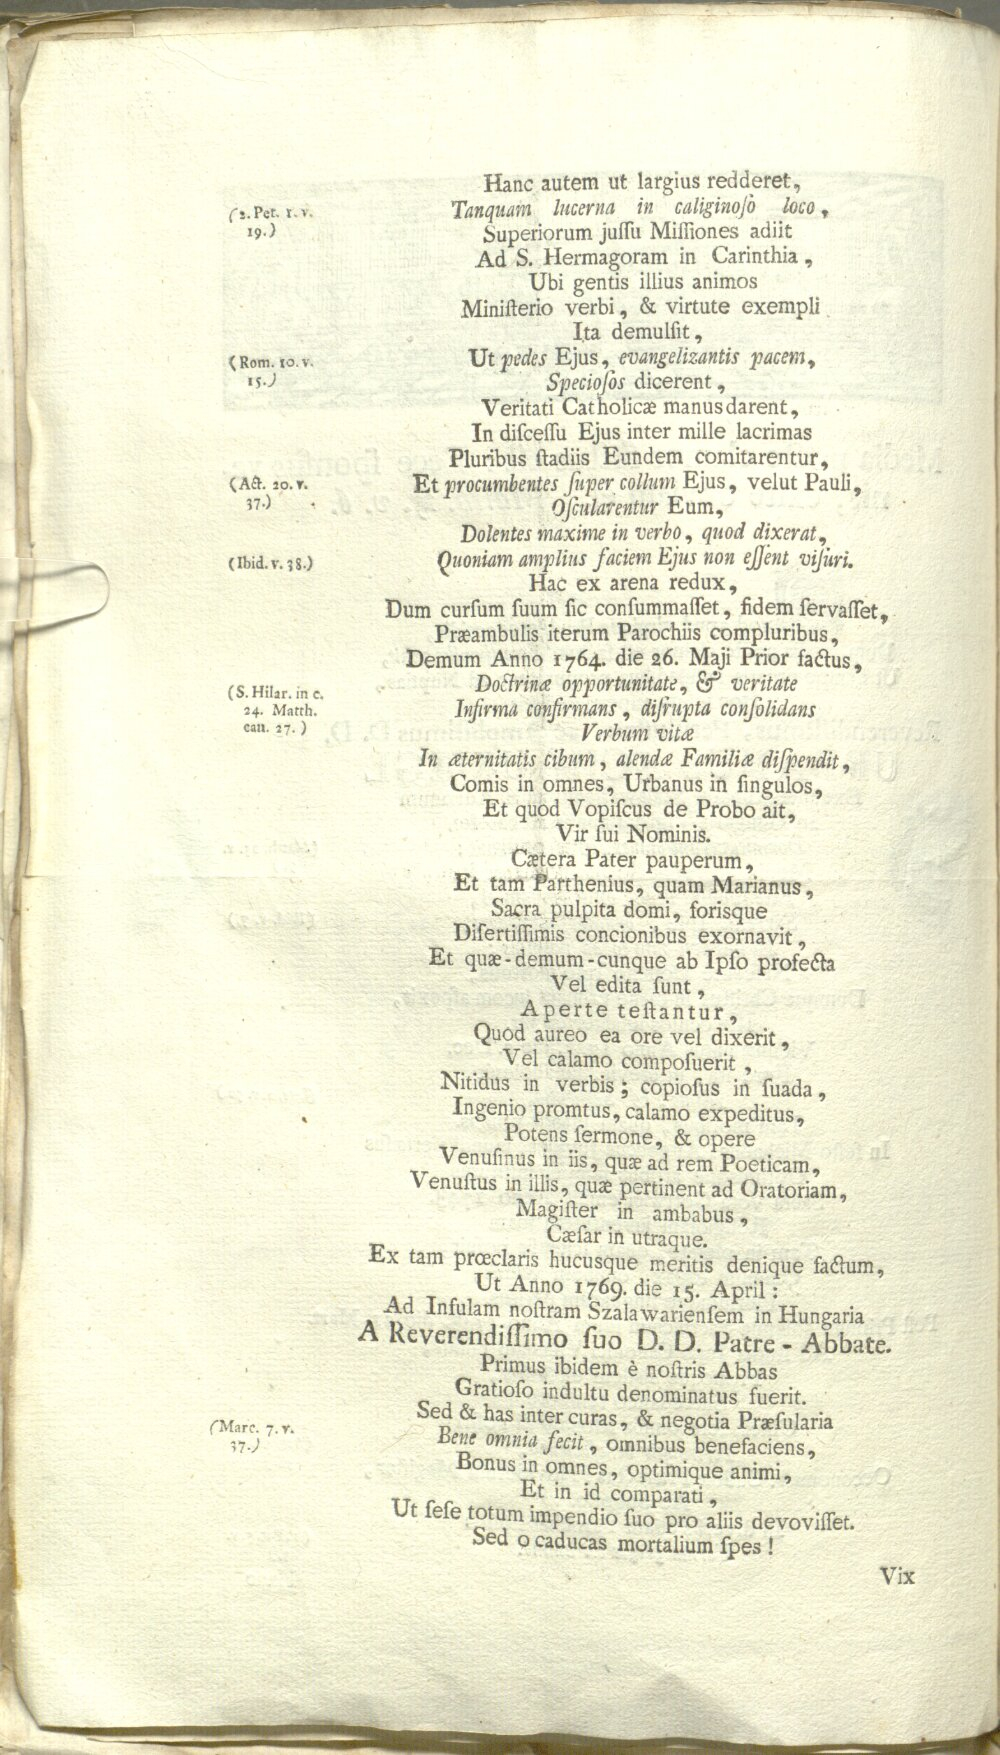 Hanc autem ut largius redderet,
(2. Pet. 1. v.
19.)
Tanquam lucerna in caliginoſo loco,
Superiorum juſſu Miſſiones adiit
Ad S. Hermagoram in Carinthia,
Ubi gentis illius animos
Miniſterio verbi, & virtute exempli
Ita demulſit,
(Rom. 10. v.
15.)
Ut pedes Ejus, evangelizantis pacem,
Specioſos dicerent,
Veritati Catholicæ manus darent,
In diſceſſu Ejus inter mille lacrimas
Pluribus ſtadiis Eundem comitarentur,
(Act. 20. v.
37.)
Et procumbentes ſuper collum Ejus, velut Pauli,
Oſcularentur Eum,
Dolentes maxime in verbo, quod dixerat,
(Ibid. v. 38.)
Quoniam amplius faciem Ejus non eſſent viſuri.
Hac ex arena redux,
Dum curſum ſuum ſic conſummaſſet, fidem ſervaſſet,
Præambulis iterum Parochiis compluribus,
Demum Anno 1764. die 26. Maji Prior factus,
(S. Hilar. in c.
24. Matth.
can. 27.)
Doctrinæ opportunitate, & veritate
Infirma confirmans, diſrupta conſolidans
Verbum vitæ
In æternitatis cibum, alendæ Familiæ diſpendit,
Comis in omnes, Urbanus in ſingulos,
Et quod Vopiſcus de Probo ait,
Vir ſui Nominis.
Cætera Pater pauperum,
Et tam Parthenius, quam Marianus,
Sacra pulpita domi, forisque
Diſertiſſimis concionibus exornavit,
Et quæ-demum-cunque ab Ipſo profecta
Vel edita ſunt,
Aperte teſtantur,
Quod aureo ea ore vel dixerit,
Vel calamo compoſuerit,
Nitidus in verbis; copioſus in ſuada,
Ingenio promtus, calamo expeditus,
Potens ſermone, & opere
Venuſinus in iis, quæ ad rem Poeticam,
Venuſtus in illis, quæ pertinent ad Oratoriam,
Magiſter in ambabus,
Cæſar in utraque.
Ex tam prœclaris hucusque meritis denique factum,
Ut Anno 1769. die 15. April:
Ad Inſulam noſtram Szalawarienſem in Hungaria
A Reverendiſſimo ſuo D. D. Patre - Abbate.
Primus ibidem è noſtris Abbas
Gratioſo indultu denominatus fuerit.
Sed & has inter curas, & negotia Præſularia
(Marc. 7. v.
37.)
Bene omnia fecit, omnibus benefaciens,
Bonus in omnes, optimique animi,
Et in id comparati,
Ut ſeſe totum impendio ſuo pro aliis devoviſſet.
Sed o caducas mortalium ſpes!
Vix